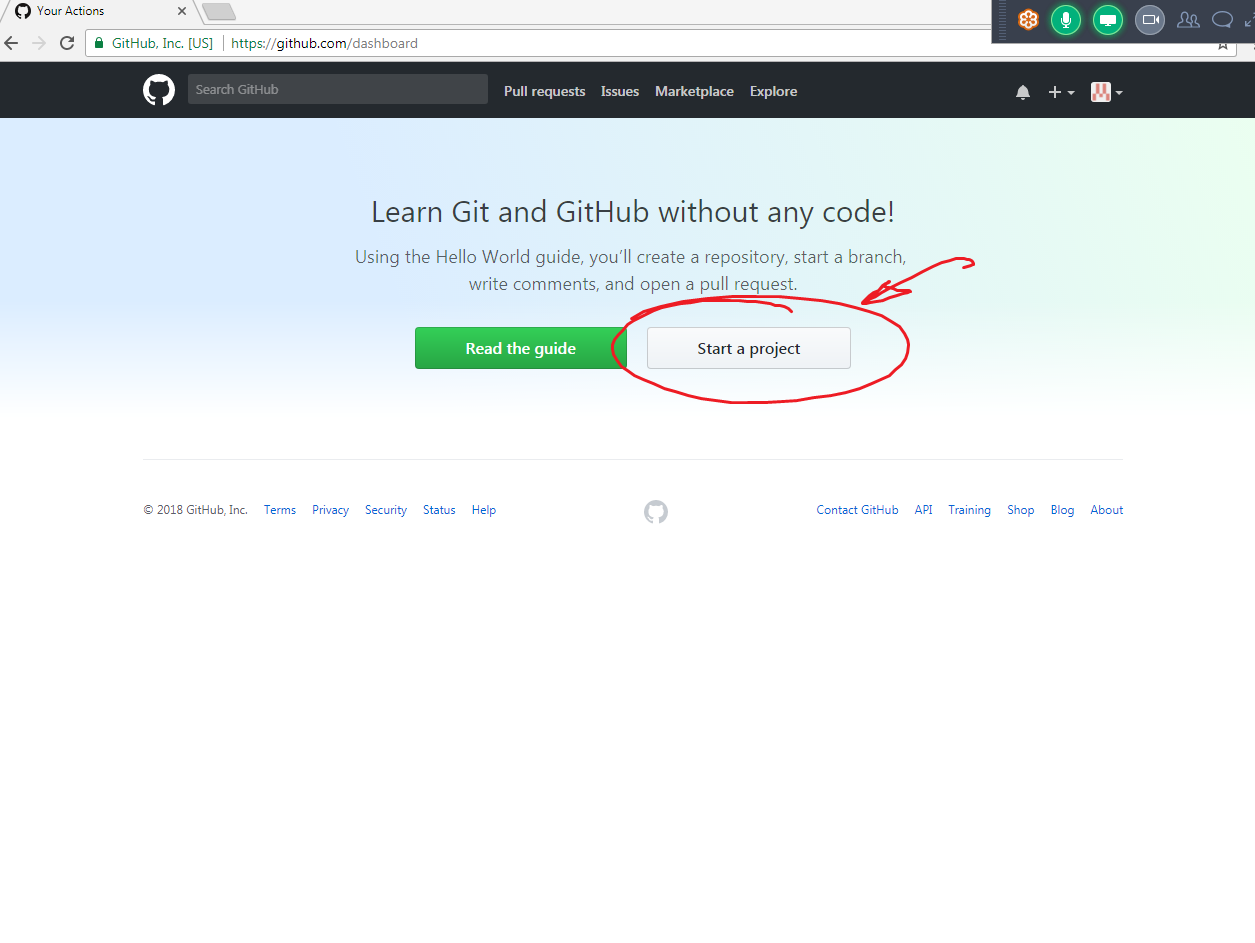 Your Actions
GitHub, Inc. [US] https://github.com/dashboard
Search GitHub Pull requests Issues Marketplace Explore
Learn Git and GitHub without any code!
Using the Hello World guide, you’ll create a repository, start a branch,
write comments, and open a pull request.
Read the guide Start a project
© 2018 GitHub, Inc. Terms Privacy Security Status Help Contact GitHub API Training Shop Blog About